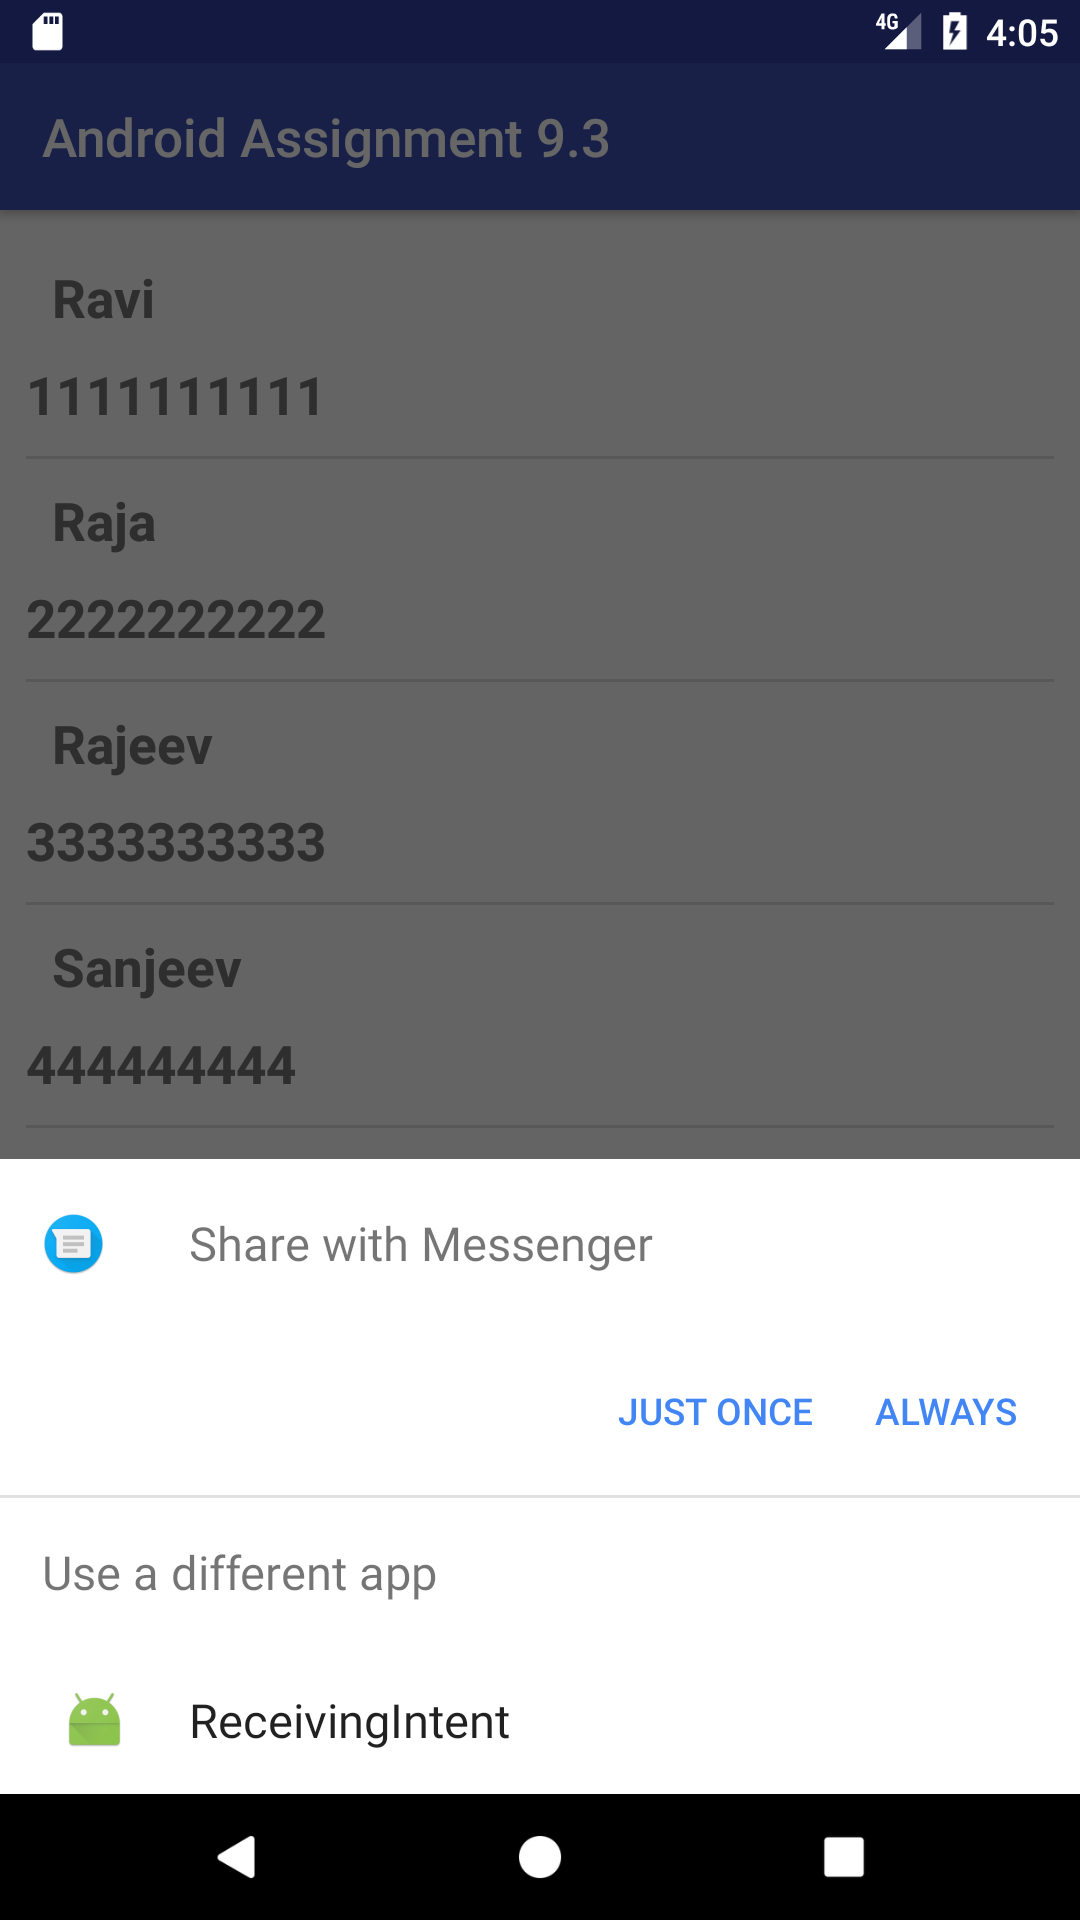 4G 4:05
Android Assignment 9.3
Ravi
1111111111
Raja
2222222222
Rajeev
3333333333
Sanjeev
444444444
Share with Messenger
JUST ONCE ALWAYS
Use a different app
ReceivingIntent